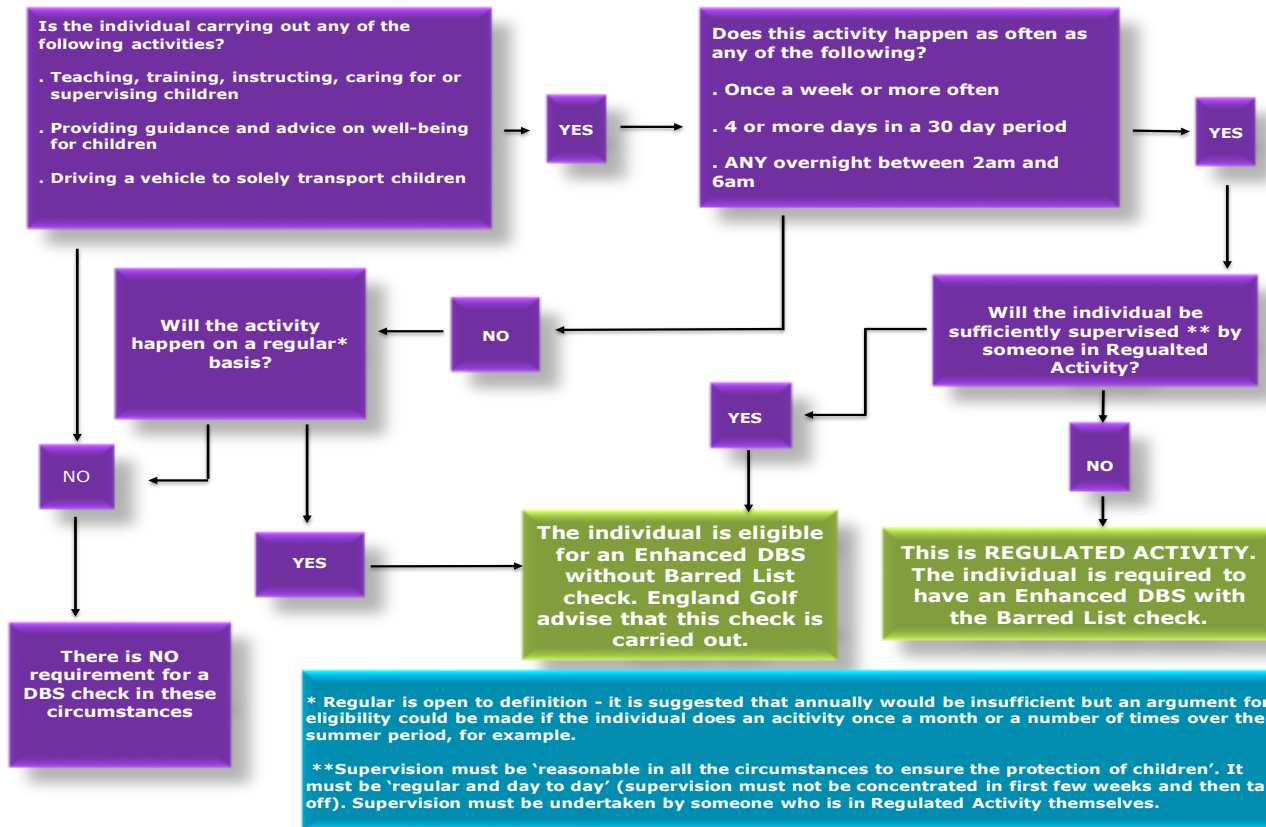 Is the individual carrying out any of the
following activities?
. Teaching, training, instructing, caring for or
supervising children
. Providing guidance and advice on well-being
for children
. Driving a vehicle to solely transport children
YES
Does this activity happen as often as
any of the following?
. Once a week or more often
. 4 or more days in a 30 day period
. ANY overnight between 2am and
6am
YES
Will the activity
happen on a regular*
basis?
NO
Will the individual be
sufficiently supervised ** by
someone in Regualted
Activity?
YES
NO
NO
YES
The individual is eligible
for an Enhanced DBS
without Barred List
check. England Golf
advise that this check is
carried out.
This is REGULATED ACTIVITY.
The individual is required to
have an Enhanced DBS with
the Barred List check.
There is NO
requirement for a
DBS check in these
circumstances
* Regular is open to definition - it is suggested that annually would be insufficient but an argument for
eligibility could be made if the individual does an acitivity once a month or a number of times over the
summer period, for example.
**Supervision must be ‘reasonable in all the circumstances to ensure the protection of children’. It
must be ‘regular and day to day’ (supervision must not be concentrated in first few weeks and then ta
off). Supervision must be undertaken by someone who is in Regulated Activity themselves.